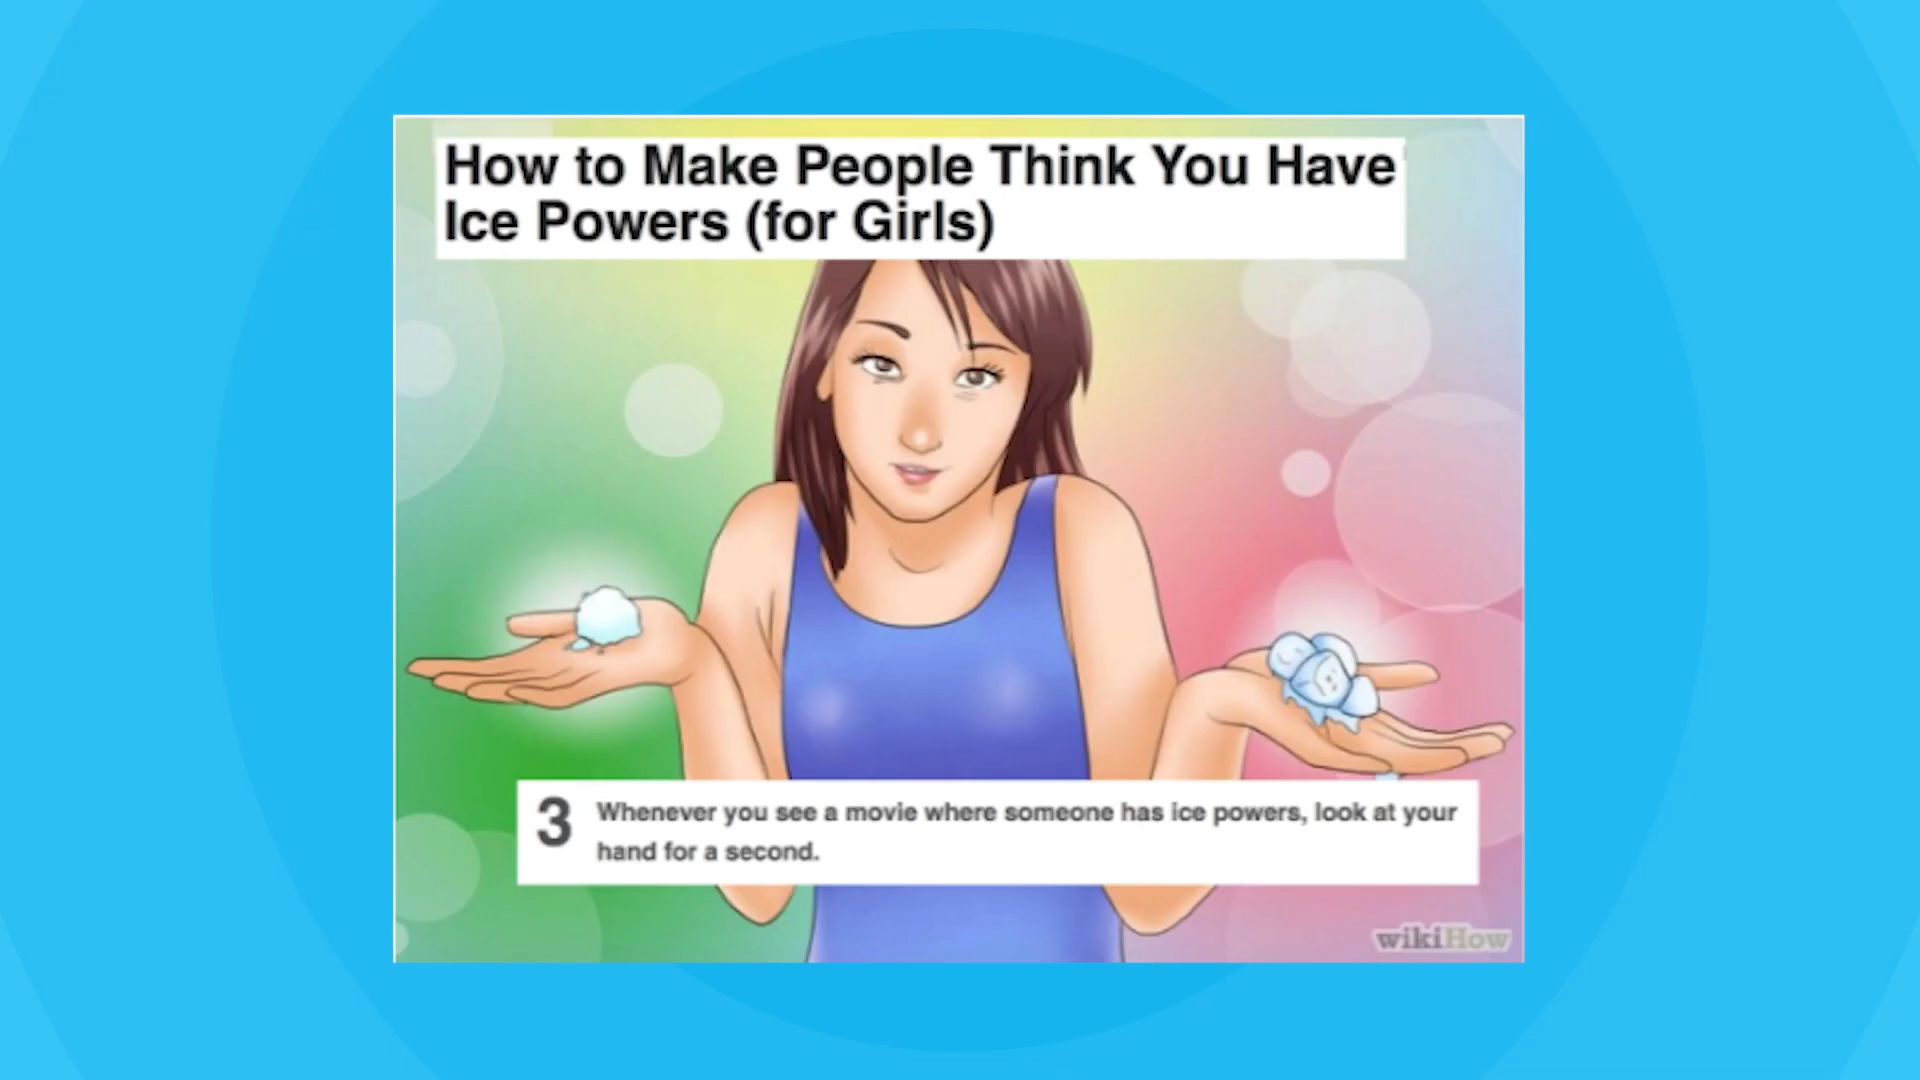 How to Make People Think You Have
Ice Powers (for Girls)
3 Whenever you see a movie where someone has ice powers, look at your
hand for a second.
wikiHow